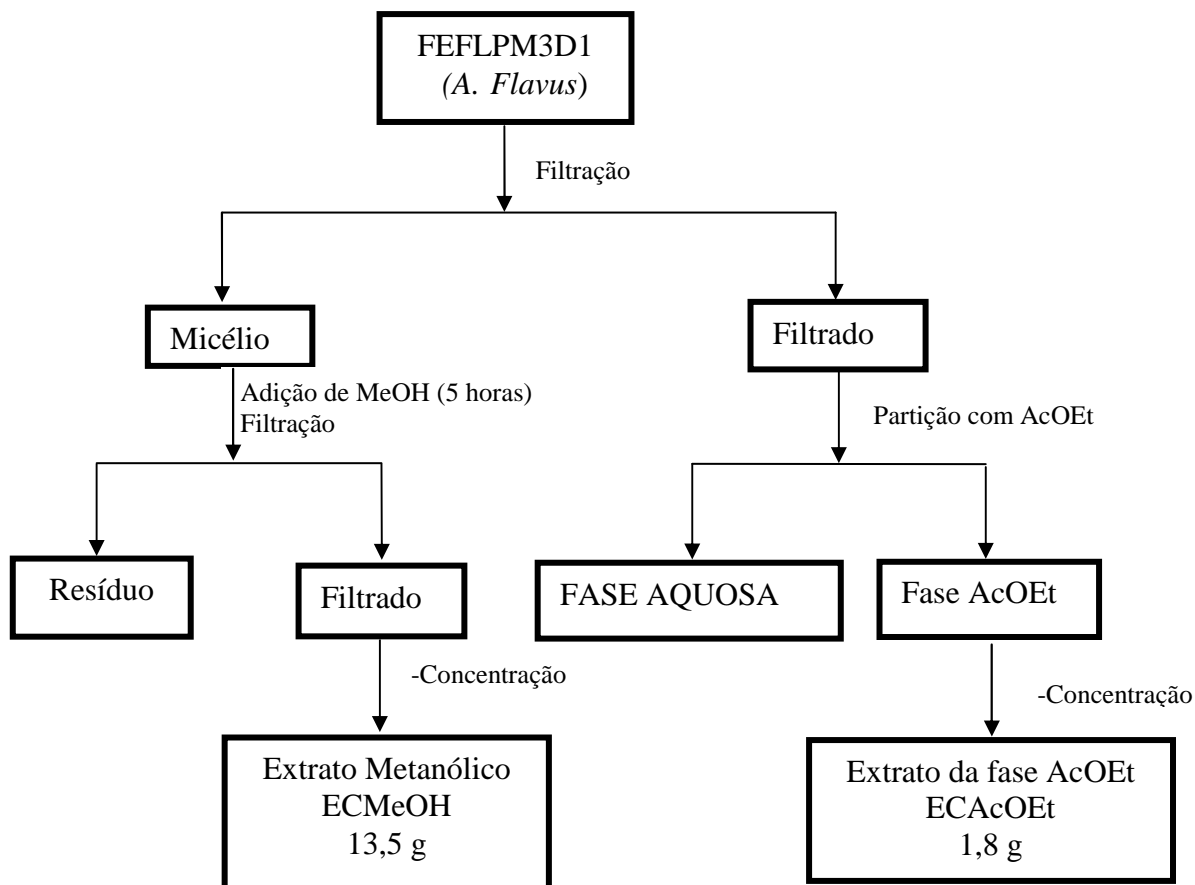 FEFLPM3D1
(A. Flavus)
Filtração
Micélio
Filtrado
Adição de MeOH (5 horas)
Filtração
Partição com AcOEt
Resíduo
Filtrado
FASE AQUOSA
Fase AcOEt
-Concentração
-Concentração
Extrato Metanólico
ECMeOH
13,5 g
Extrato da fase AcOEt
ECAcOEt
1,8 g